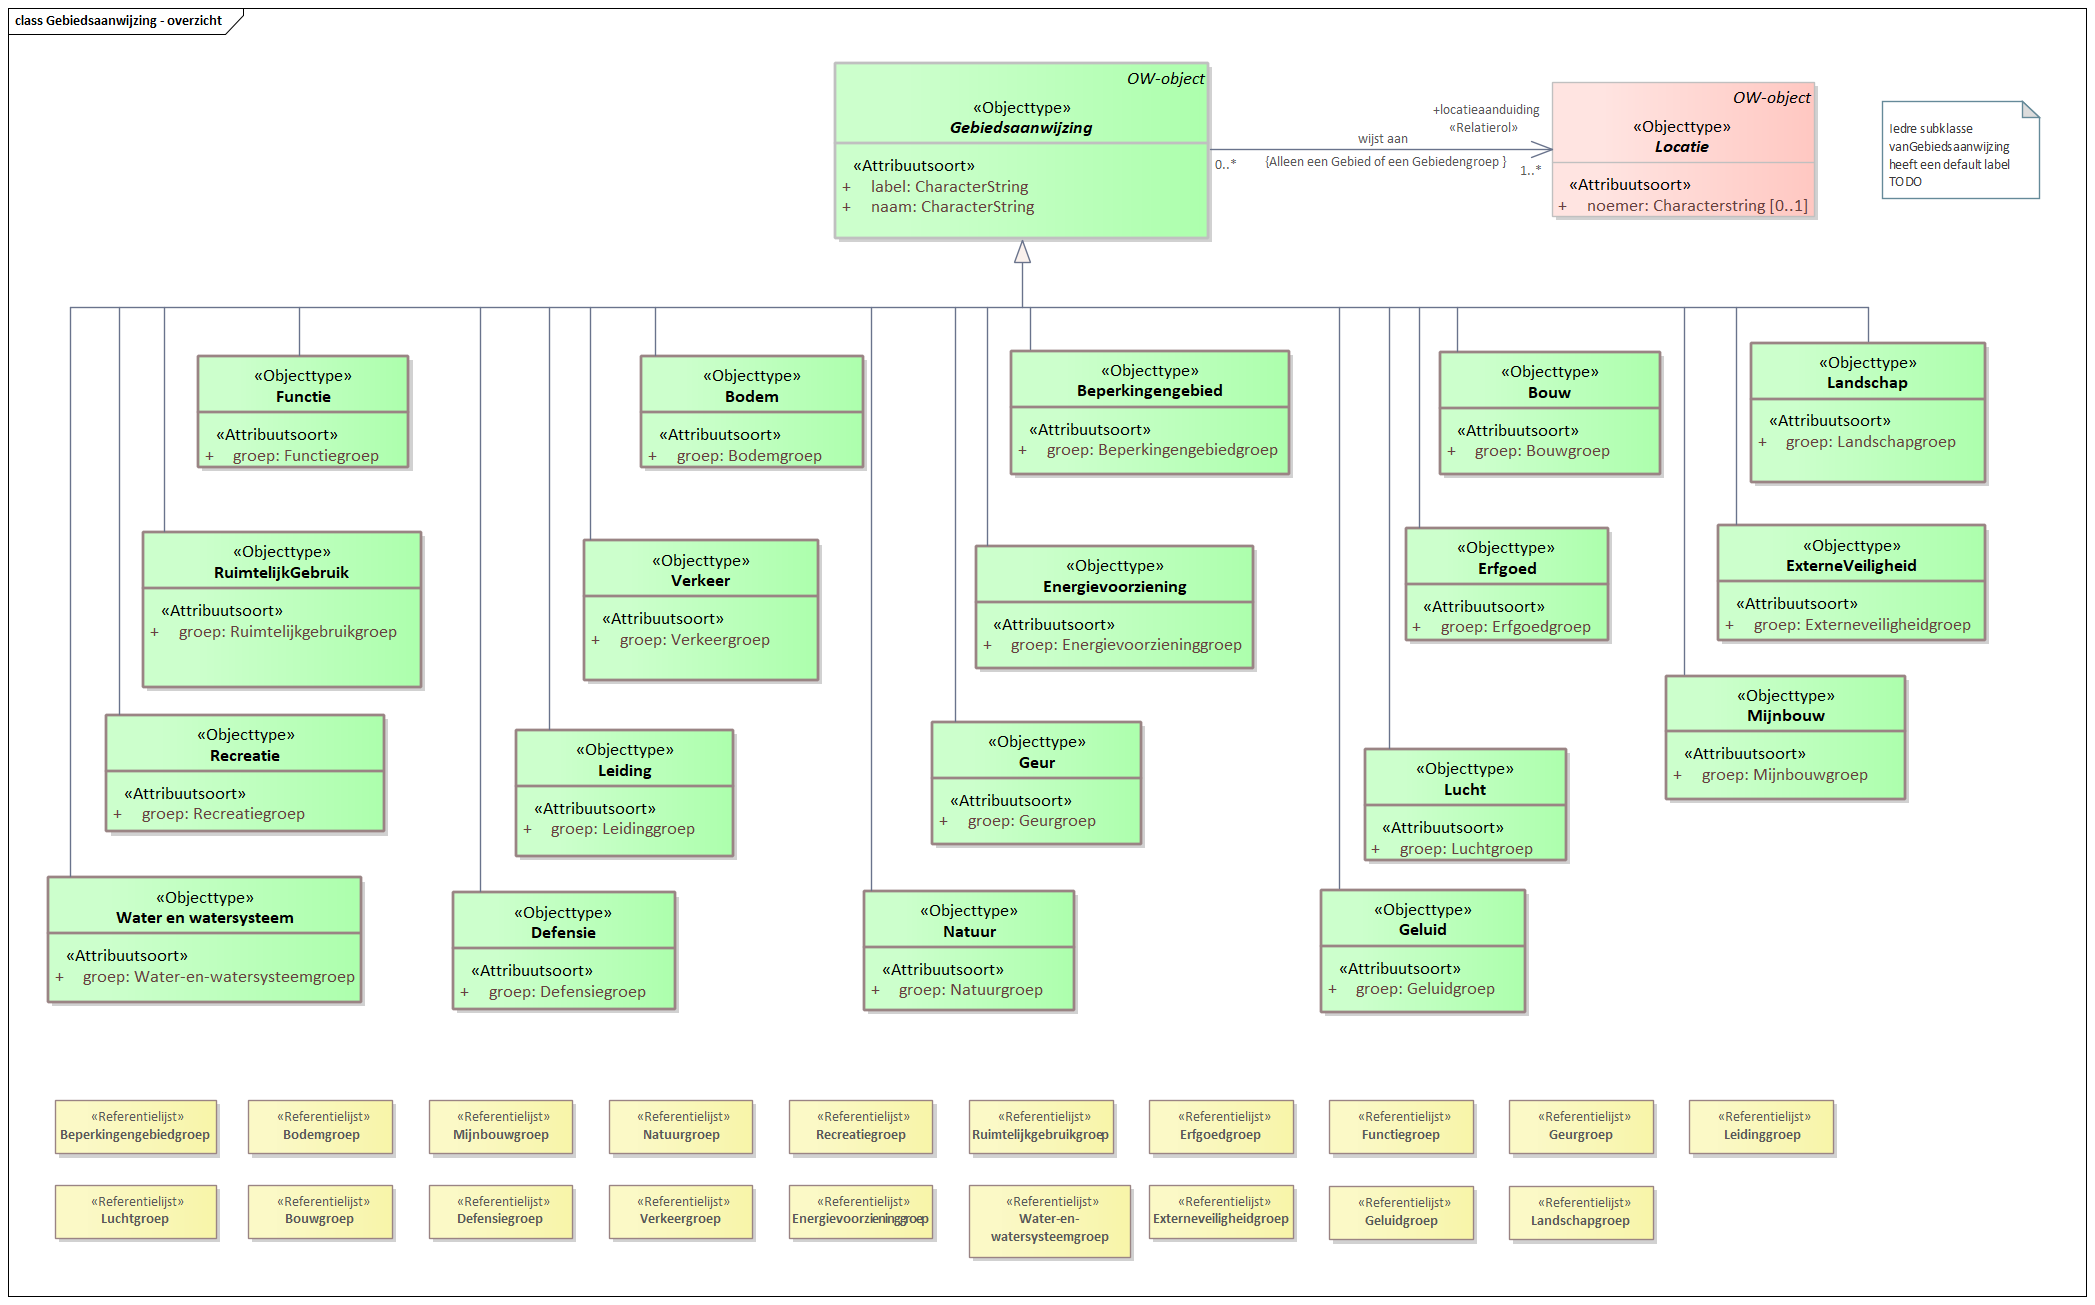 class Gebiedsaanwijzing - overzicht
OW-object
«Objecttype»
Gebiedsaanwijzing
«Attribuutsoort»
+ label: CharacterString
+ naam: CharacterString
+locatieaanduiding
«Relatierol»
wijst aan
0..*
{Alleen een Gebied of een Gebiedengroep }
1..*
OW-object
«Objecttype»
Locatie
«Attribuutsoort»
+ noemer: Characterstring [0..1]
Iedre subklasse
vanGebiedsaanwijzing
heeft een default label
TODO
«Objecttype»
Functie
«Attribuutsoort»
+ groep: Functiegroep
«Objecttype»
Bodem
«Attribuutsoort»
+ groep: Bodemgroep
«Objecttype»
Beperkingengebied
«Attribuutsoort»
+ groep: Beperkingengebiedgroep
«Objecttype»
Bouw
«Attribuutsoort»
+ groep: Bouwgroep
«Objecttype»
Landschap
«Attribuutsoort»
+ groep: Landschapgroep
«Objecttype»
RuimtelijkGebruik
«Attribuutsoort»
+ groep: Ruimtelijkgebruikgroep
«Objecttype»
Verkeer
«Attribuutsoort»
+ groep: Verkeergroep
«Objecttype»
Energievoorziening
«Attribuutsoort»
+ groep: Energievoorzieninggroep
«Objecttype»
Erfgoed
«Attribuutsoort»
+ groep: Erfgoedgroep
«Objecttype»
ExterneVeiligheid
«Attribuutsoort»
+ groep: Externeveiligheidgroep
«Objecttype»
Recreatie
«Attribuutsoort»
+ groep: Recreatiegroep
«Objecttype»
Leiding
«Attribuutsoort»
+ groep: Leidinggroep
«Objecttype»
Geur
«Attribuutsoort»
+ groep: Geurgroep
«Objecttype»
Lucht
«Attribuutsoort»
+ groep: Luchtgroep
«Objecttype»
Mijnbouw
«Attribuutsoort»
+ groep: Mijnbouwgroep
«Objecttype»
Water en watersysteem
«Attribuutsoort»
+ groep: Water-en-watersysteemgroep
«Objecttype»
Defensie
«Attribuutsoort»
+ groep: Defensiegroep
«Objecttype»
Natuur
«Attribuutsoort»
+ groep: Natuurgroep
«Objecttype»
Geluid
«Attribuutsoort»
+ groep: Geluidgroep
«Referentielijst»
Beperkingengebiedgroep
«Referentielijst»
Bodemgroep
«Referentielijst»
Mijnbouwgroep
«Referentielijst»
Natuurgroep
«Referentielijst»
Recreatiegroep
«Referentielijst»
Ruimtelijkgebruikgroep
«Referentielijst»
Erfgoedgroep
«Referentielijst»
Functiegroep
«Referentielijst»
Geurgroep
«Referentielijst»
Leidinggroep
«Referentielijst»
Luchtgroep
«Referentielijst»
Bouwgroep
«Referentielijst»
Defensiegroep
«Referentielijst»
Verkeergroep
«Referentielijst»
Energievoorzieninggroep
«Referentielijst»
Water-en-
watersysteemgroep
«Referentielijst»
Externeveiligheidgroep
«Referentielijst»
Geluidgroep
«Referentielijst»
Landschapgroep